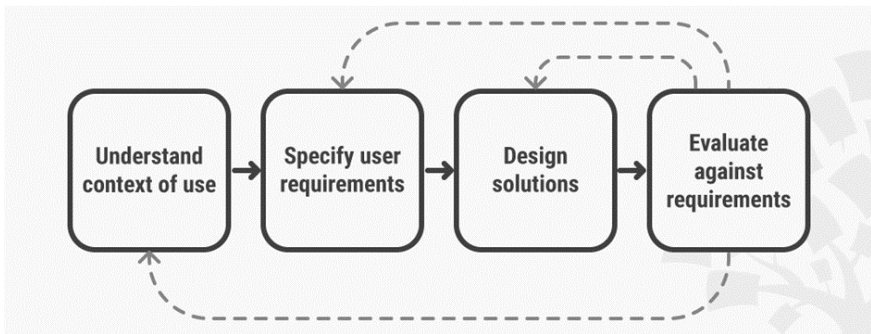 Understand
context of use
Specify user
requirements
Design
solutions
Evaluate
against
requirements